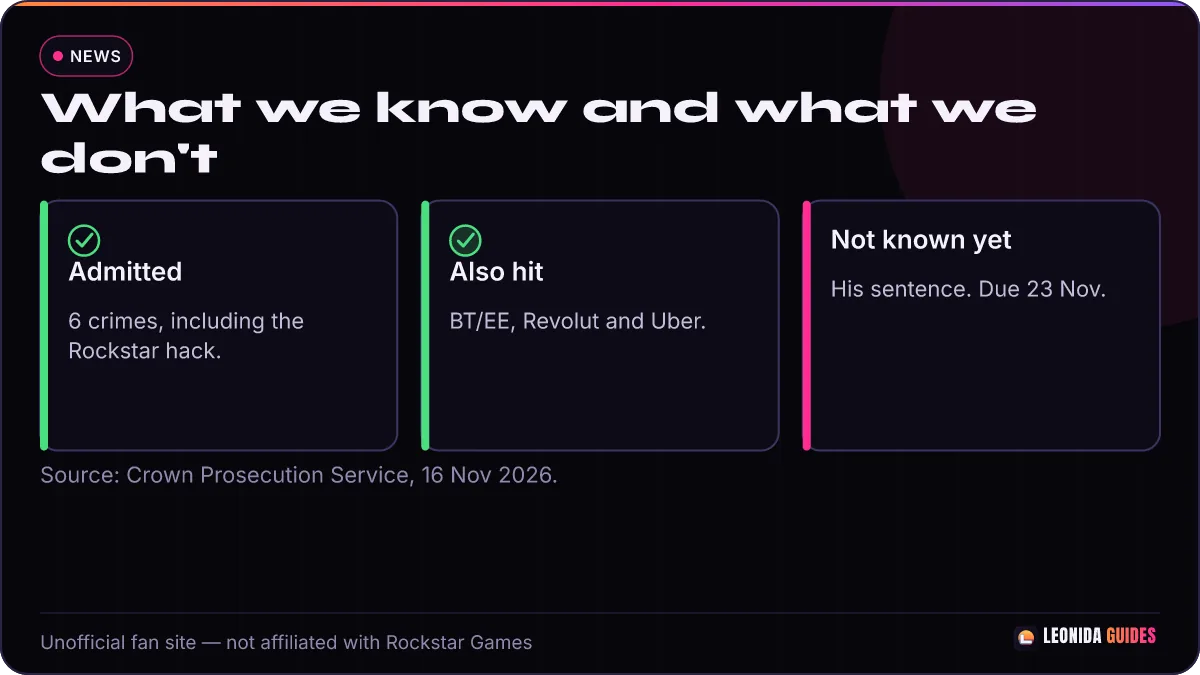 NEWS
What we know and what we
don't
Admitted
6 crimes, including the
Rockstar hack.
Also hit
BT/EE, Revolut and Uber.
Not known yet
His sentence. Due 23 Nov.
Source: Crown Prosecution Service, 16 Nov 2026.
Unofficial fan site — not affiliated with Rockstar Games
LEONIDA GUIDES